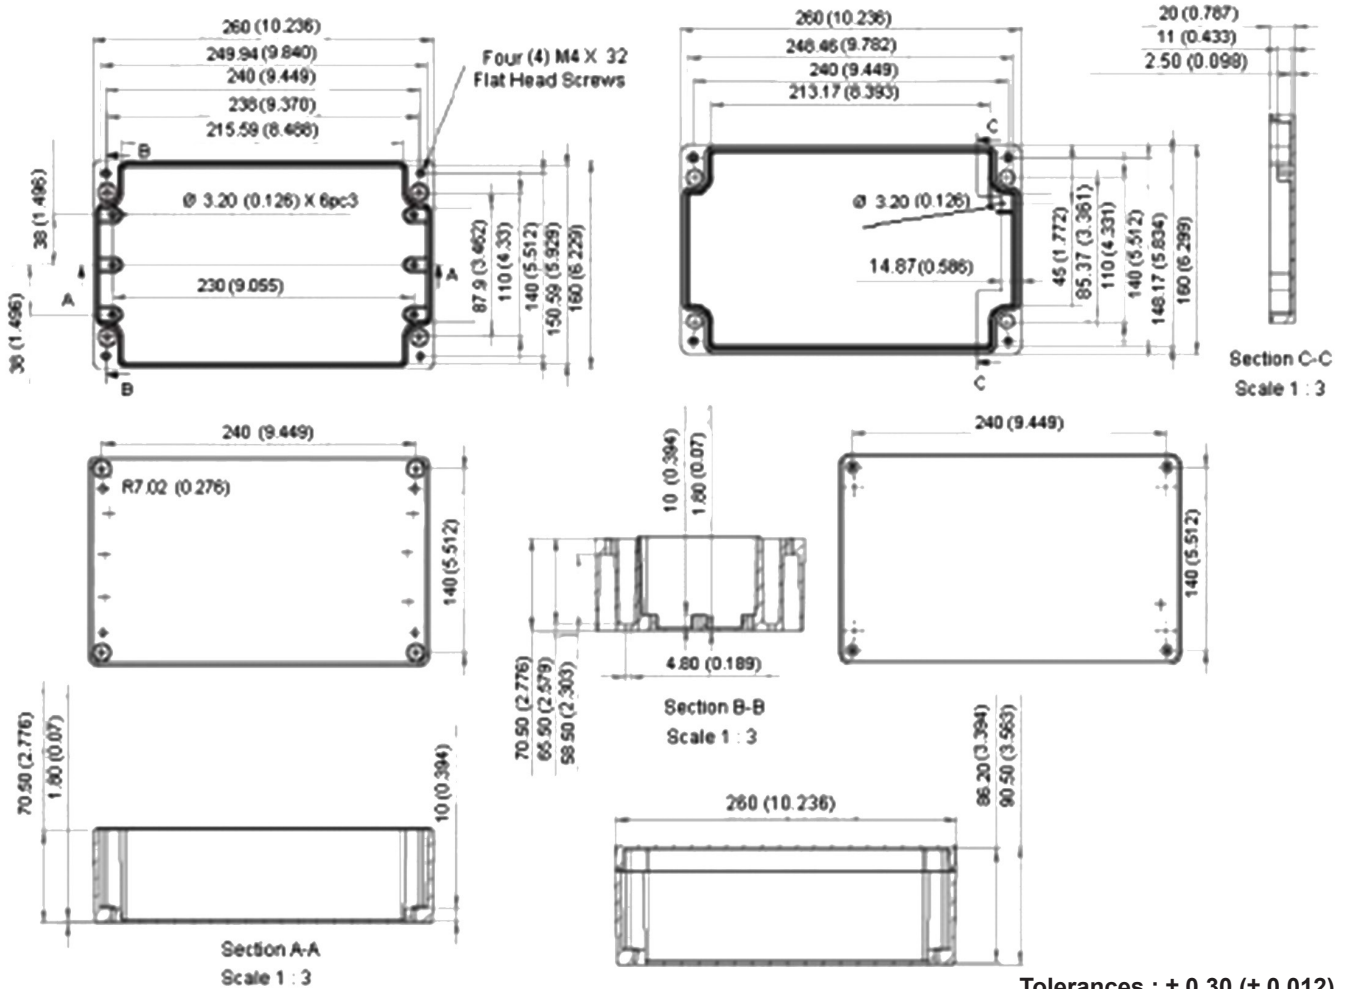 260 (10.236)
249.94 (9.840)
240 (9.449)
238 (9.370)
215.59 (8.488)
Four (4) M4 X 32
Flat Head Screws
B
Ø 3.20 (0.126) X 6pc3
38 (1.496)
38 (1.496)
A
A
230 (9.055)
B
87.9 (3.462)
110 (4.33)
140 (5.512)
150.59 (5.929)
160 (6.229)
260 (10.236)
248.46 (9.782)
240 (9.449)
213.17 (8.393)
C
Ø 3.20 (0.126)
14.87 (0.586)
C
45 (1.772)
85.37 (3.361)
110 (4.331)
140 (5.512)
148.17 (5.834)
160 (6.299)
20 (0.787)
11 (0.433)
2.50 (0.098)
Section C-C
Scale 1 : 3
240 (9.449)
R7.02 (0.276)
140 (5.512)
10 (0.394)
1.80 (0.07)
4.80 (0.189)
70.50 (2.776)
65.50 (2.579)
58.50 (2.303)
Section B-B
Scale 1 : 3
240 (9.449)
140 (5.512)
70.50 (2.776)
1.80 (0.07)
10 (0.394)
Section A-A
Scale 1 : 3
260 (10.236)
86.20 (3.394)
90.50 (3.563)
Tolerances : ± 0.30 (± 0.012)